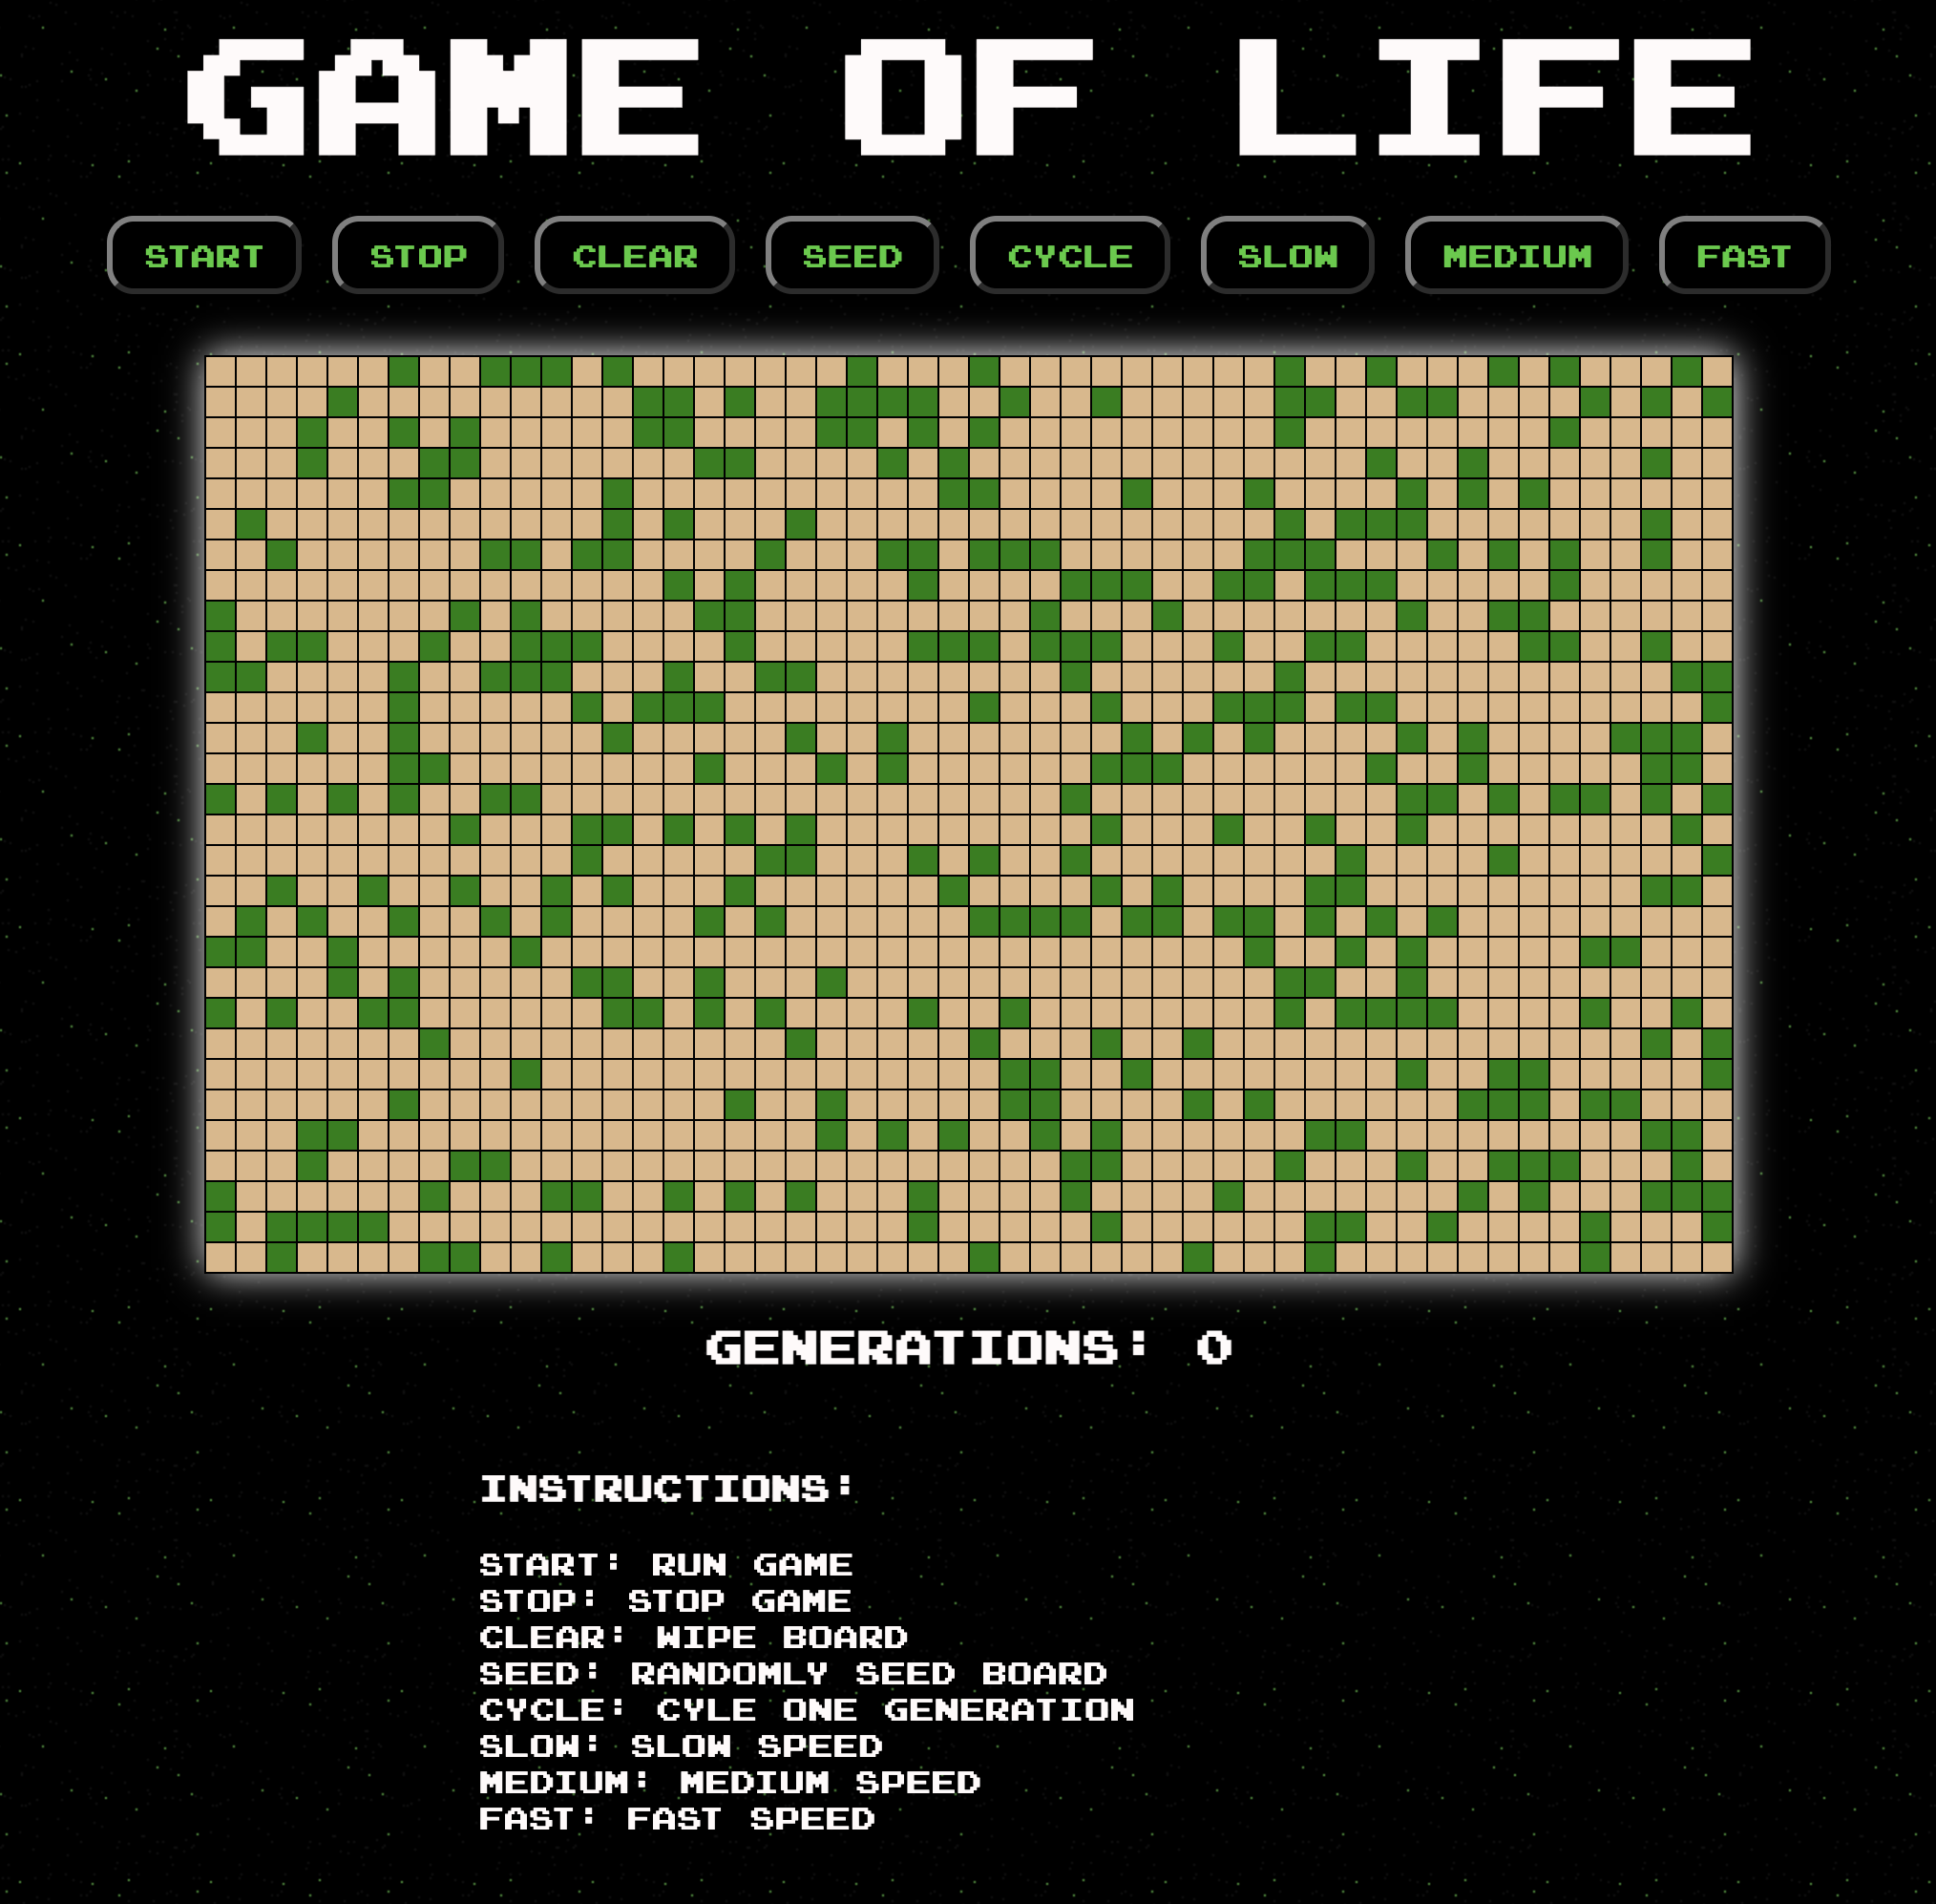 GAME OF LIFE
START STOP CLEAR SEED CYCLE SLOW MEDIUM FAST
GENERATIONS: 0
INSTRUCTIONS:
START: RUN GAME
STOP: STOP GAME
CLEAR: WIPE BOARD
SEED: RANDOMLY SEED BOARD
CYCLE: CYLE ONE GENERATION
SLOW: SLOW SPEED
MEDIUM: MEDIUM SPEED
FAST: FAST SPEED